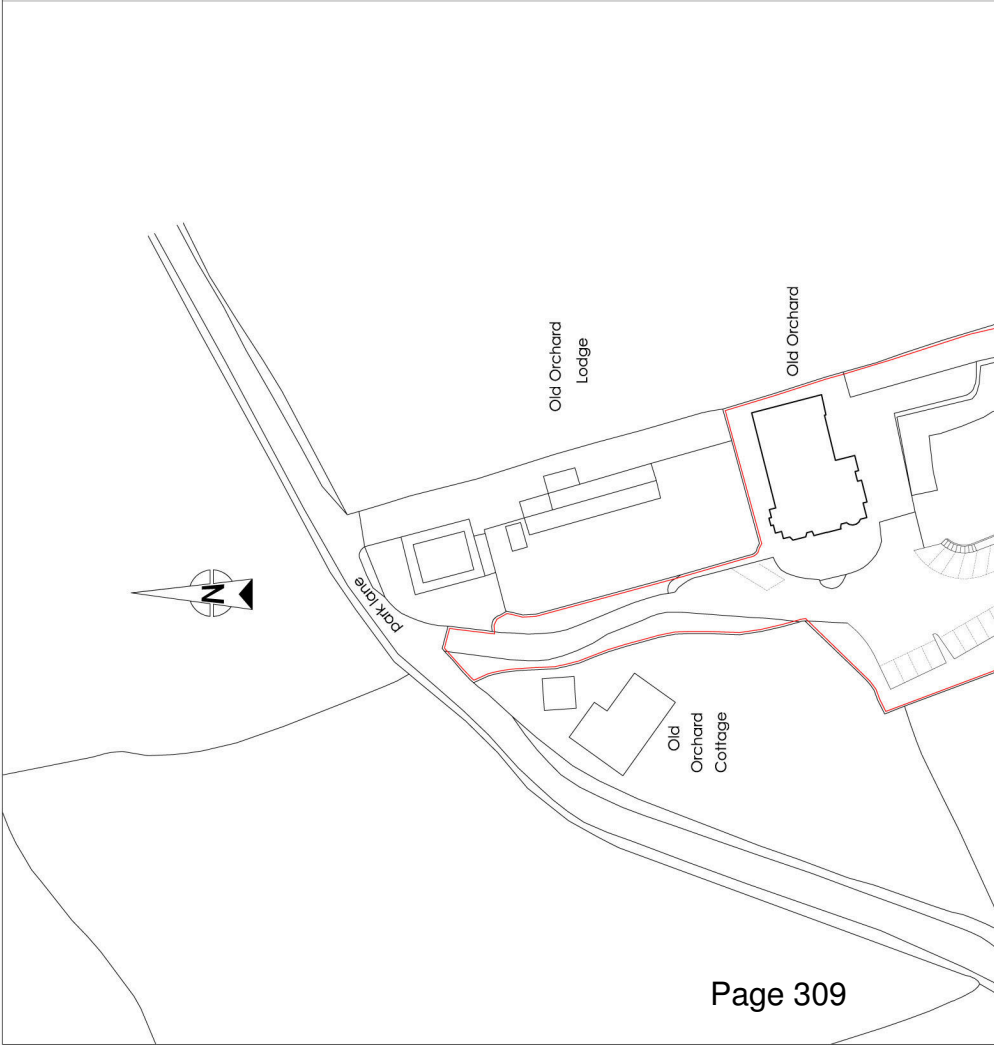 Old Orchard
Lodge
Old Orchard
N
park lane
Old
Orchard
Cottage
Page 309